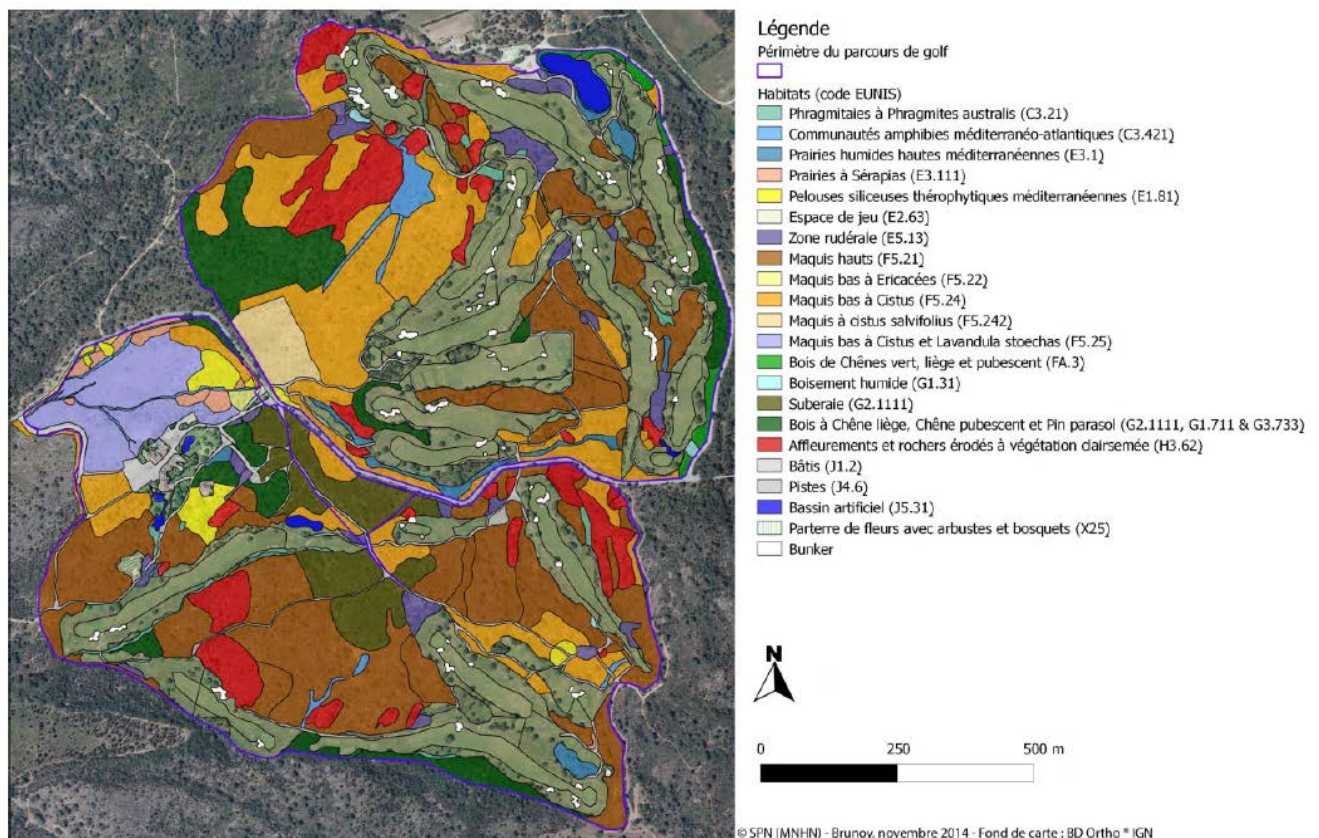 Légende
Périmètre du parcours de golf
Habitats (code EUNIS)
Phragmitaies à Phragmites australis (C3.21)
Communautés amphibies méditerranéo-atlantiques (C3.421)
Prairies humides hautes méditerranéennes (E3.1)
Prairies à Sérapias (E3.111)
Pelouses siliceuses thérophytiques méditerranéennes (E1.81)
Espace de jeu (E2.63)
Zone rudérale (E5.13)
Maquis hauts (F5.21)
Maquis bas à Ericacées (F5.22)
Maquis bas à Cistus (F5.24)
Maquis à cistus salvifolius (F5.242)
Maquis bas à Cistus et Lavandula stoechas (F5.25)
Bois de Chênes vert, liège et pubescent (FA.3)
Boisement humide (G1.31)
Suberaie (G2.1111)
Bois à Chêne liège, Chêne pubescent et Pin parasol (G2.1111, G1.711 & G3.733)
Affleurements et rochers érodés à végétation clairsemée (H3.62)
Bâtis (J1.2)
Pistes (J4.6)
Bassin artificiel (J5.31)
Parterre de fleurs avec arbustes et bosquets (X25)
Bunker
N
0 250 500 m
© SPN (MNHN) - Brunoy, novembre 2014 - Fond de carte : BD Ortho ® IGN